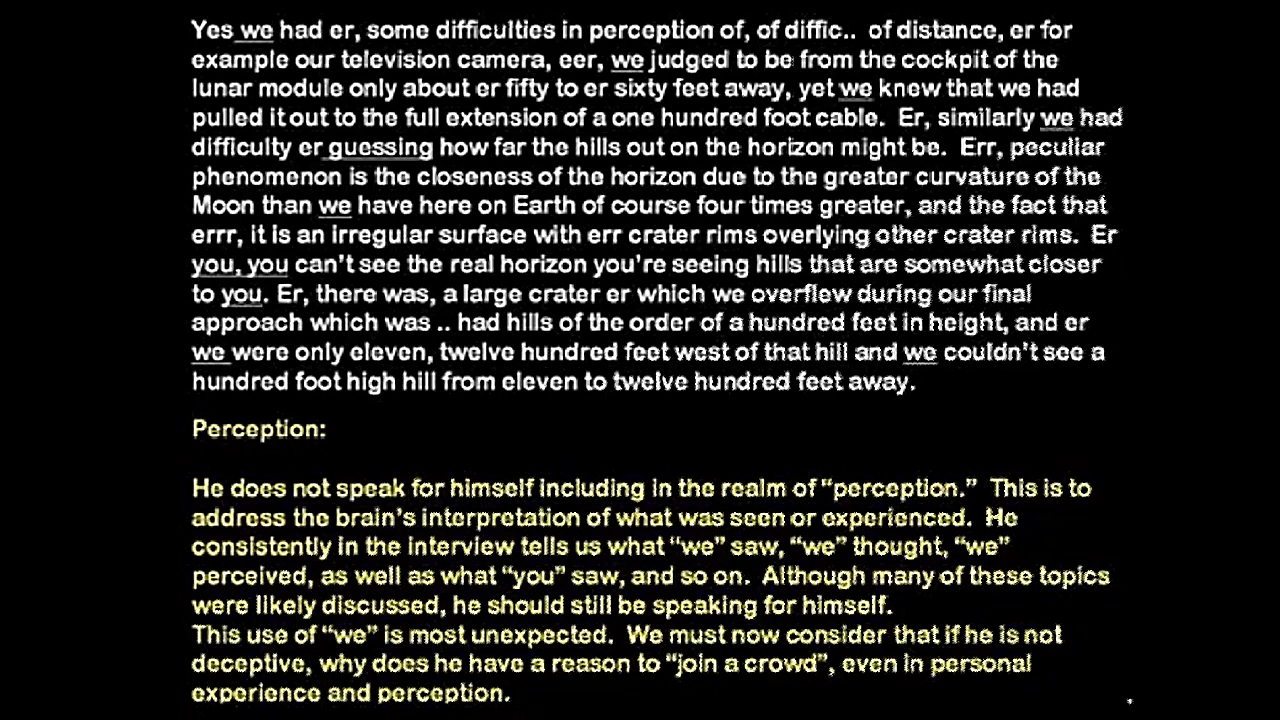 Yes we had er, some difficulties in perception of, of diffic.. of distance, er for
example our television camera, eer, we judged to be from the cockpit of the
lunar module only about er fifty to er sixty feet away, yet we knew that we had
pulled it out to the full extension of a one hundred foot cable. Er, similarly we had
difficulty er guessing how far the hills out on the horizon might be. Err, peculiar
phenomenon is the closeness of the horizon due to the greater curvature of the
Moon than we have here on Earth of course four times greater, and the fact that
errr, it is an irregular surface with err crater rims overlying other crater rims. Er
you, you can't see the real horizon you're seeing hills that are somewhat closer
to you. Er, there was, a large crater er which we overflew during our final
approach which was .. had hills of the order of a hundred feet in height, and er
we were only eleven, twelve hundred feet west of that hill and we couldn't see a
hundred foot high hill from eleven to twelve hundred feet away.
Perception:
He does not speak for himself including in the realm of “perception.” This is to
address the brain's interpretation of what was seen or experienced. He
consistently in the interview tells us what “we” saw, “we” thought, “we”
perceived, as well as what “you” saw, and so on. Although many of these topics
were likely discussed, he should still be speaking for himself.
This use of “we” is most unexpected. We must now consider that if he is not
deceptive, why does he have a reason to “join a crowd”, even in personal
experience and perception.